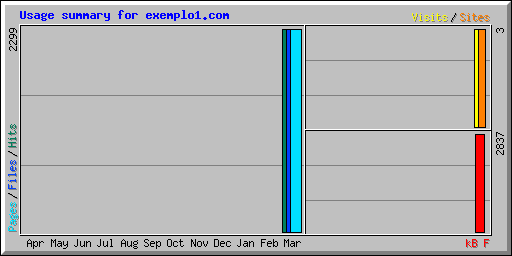 Usage summary for exemplo1.com
Visits/Sites
2299
3
Pages/Files/Hits
2837
Apr May Jun Jul Aug Sep Oct Nov Dec Jan Feb Mar
kB F